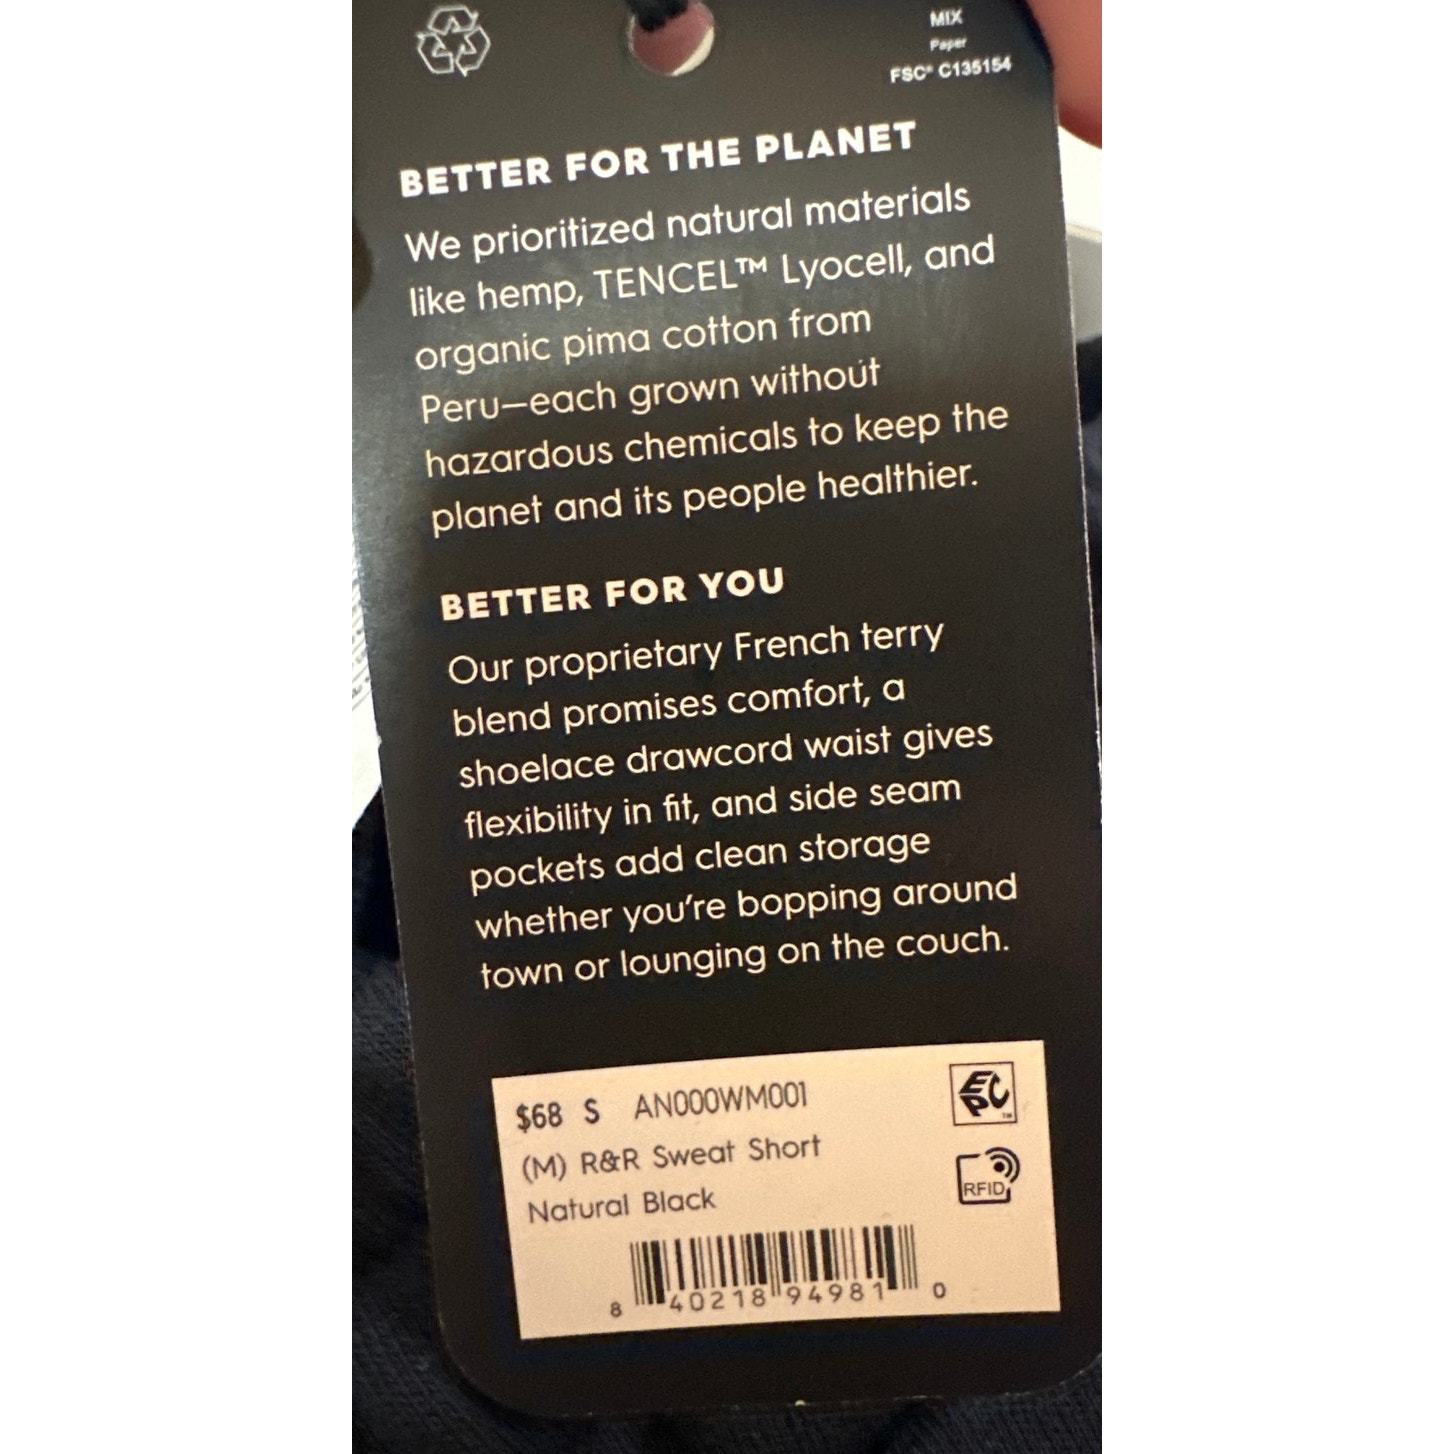 MIX
Paper
FSC® C135154
BETTER FOR THE PLANET
We prioritized natural materials
like hemp, TENCEL™ Lyocell, and
organic pima cotton from
Peru—each grown without
hazardous chemicals to keep the
planet and its people healthier.
BETTER FOR YOU
Our proprietary French terry
blend promises comfort, a
shoelace drawcord waist gives
flexibility in fit, and side seam
pockets add clean storage
whether you're bopping around
town or lounging on the couch.
$68 S AN000WM001
EPC™
(M) R&R Sweat Short
RFID
Natural Black
8 40218 94981 0